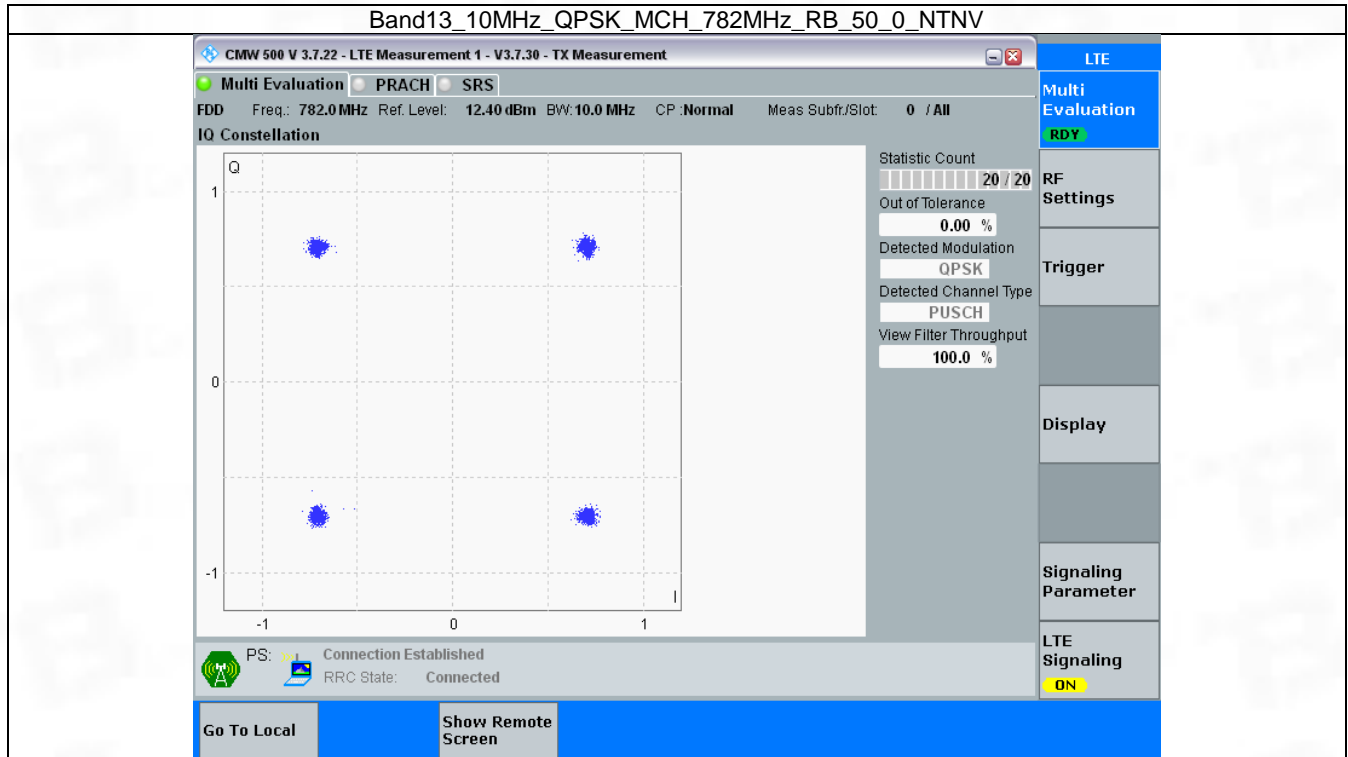 Band13_10MHz_QPSK_MCH_782MHz_RB_50_0_NTNV
CMW 500 V 3.7.22 - LTE Measurement 1 - V3.7.30 - TX Measurement
LTE
Multi Evaluation PRACH SRS
FDD Freq.: 782.0 MHz Ref. Level: 12.40 dBm BW: 10.0 MHz CP :Normal Meas Subfr./Slot: 0 / All
IQ Constellation
Q
1
0
-1
I
-1 0 1
Statistic Count
20 / 20
Out of Tolerance
0.00 %
Detected Modulation
QPSK
Detected Channel Type
PUSCH
View Filter Throughput
100.0 %
Multi
Evaluation
RDY
RF
Settings
Trigger
Display
Signaling
Parameter
LTE
Signaling
ON
PS: Connection Established
RRC State: Connected
Go To Local
Show Remote
Screen